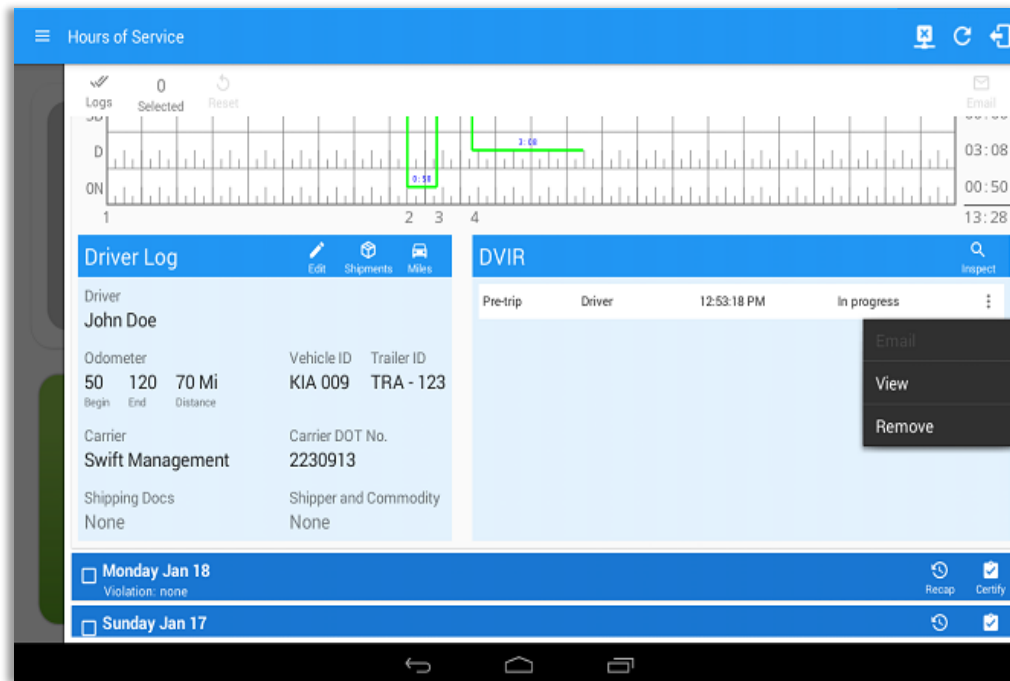 Hours of Service
Logs
0
Selected
Reset
Email
D
3:08
03:08
ON
0:50
00:50
1 2 3 4
13:28
Driver Log
Edit
Shipments
Miles
DVIR
Inspect
Driver
John Doe
Pre-trip Driver 12:53:18 PM In progress
Email
View
Remove
Odometer
50 120 70 Mi
Begin End Distance
Vehicle ID Trailer ID
KIA 009 TRA - 123
Carrier
Swift Management
Carrier DOT No.
2230913
Shipping Docs
None
Shipper and Commodity
None
Monday Jan 18
Violation: none
Recap
Certify
Sunday Jan 17